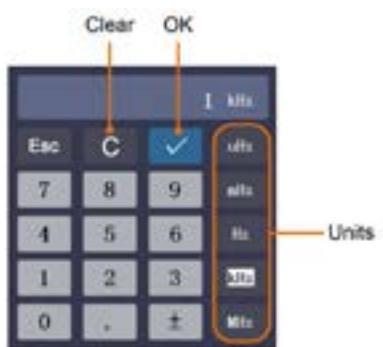 Clear OK
1 kHz
Esc C uHz
7 8 9 mHz
4 5 6 Hz Units
1 2 3 kHz
0 . ± MHz